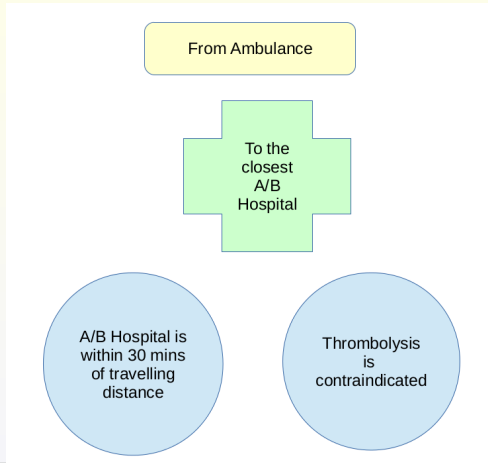 From Ambulance
To the
closest
A/B
Hospital
A/B Hospital is
within 30 mins
of travelling
distance
Thrombolysis
is
contraindicated